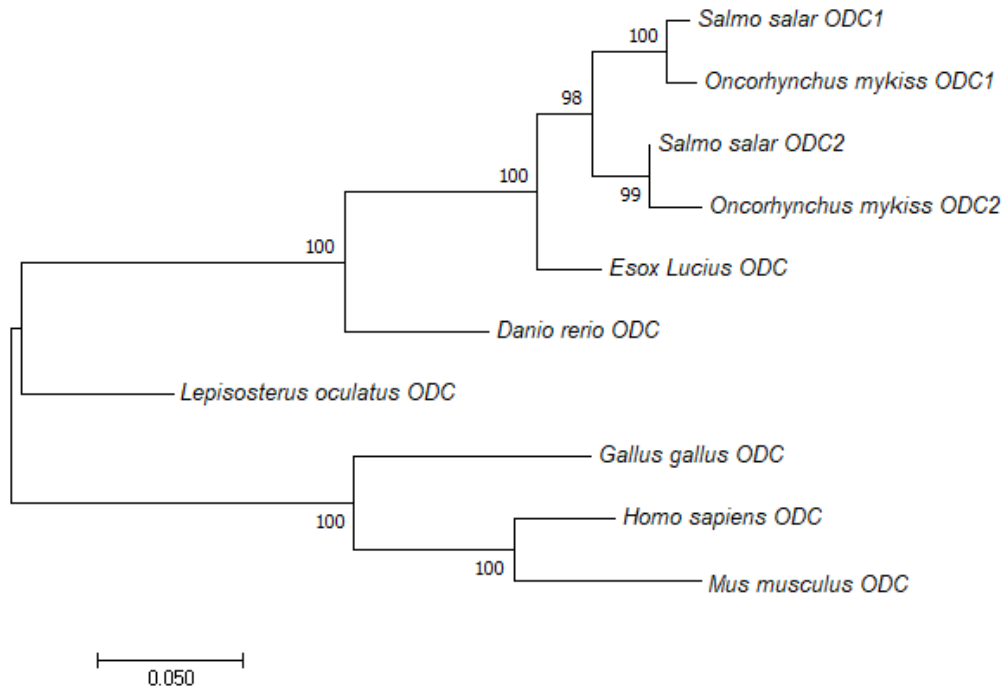 Salmo salar ODC1
100
Oncorhynchus mykiss ODC1
98
Salmo salar ODC2
100
99
Oncorhynchus mykiss ODC2
100
Esox Lucius ODC
Danio rerio ODC
Lepisosterus oculatus ODC
Gallus gallus ODC
100
Homo sapiens ODC
100
Mus musculus ODC
0.050